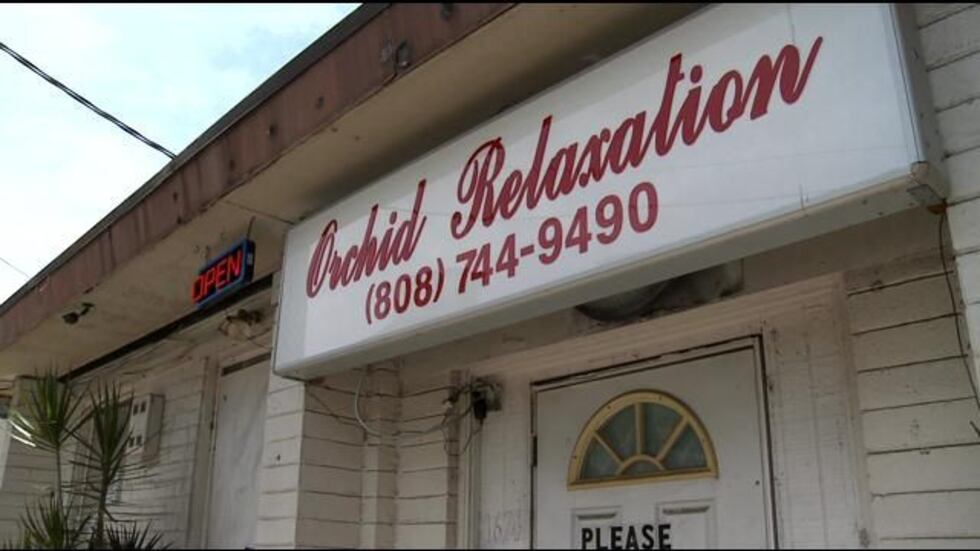 OPEN
Orchid Relaxation
(808) 744-9490
PLEASE